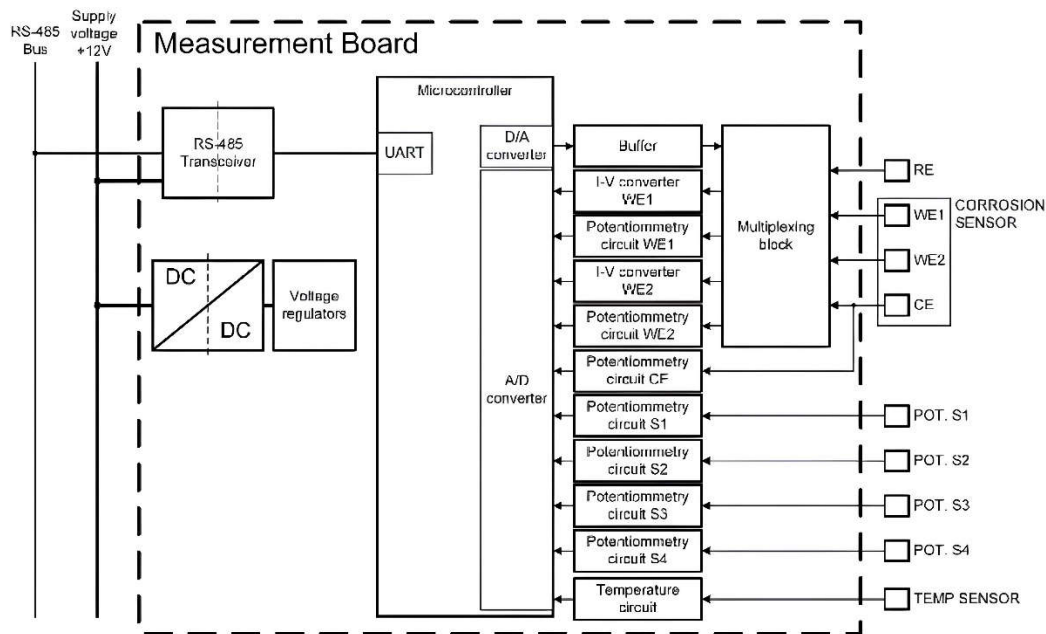 Supply
voltage
+12V
RS-485
Bus
Measurement Board
Microcontroller
RS-485
Transceiver
UART
D/A
converter
Buffer
I-V converter
WE1
Potentiommetry
circuit WE1
I-V converter
WE2
Potentiommetry
circuit WE2
Potentiommetry
circuit CE
Potentiommetry
circuit S1
Potentiommetry
circuit S2
Potentiommetry
circuit S3
Potentiommetry
circuit S4
Temperature
circuit
Multiplexing
block
A/D
converter
DC
DC
Voltage
regulators
RE
WE1
CORROSION
SENSOR
WE2
CE
POT. S1
POT. S2
POT. S3
POT. S4
TEMP SENSOR